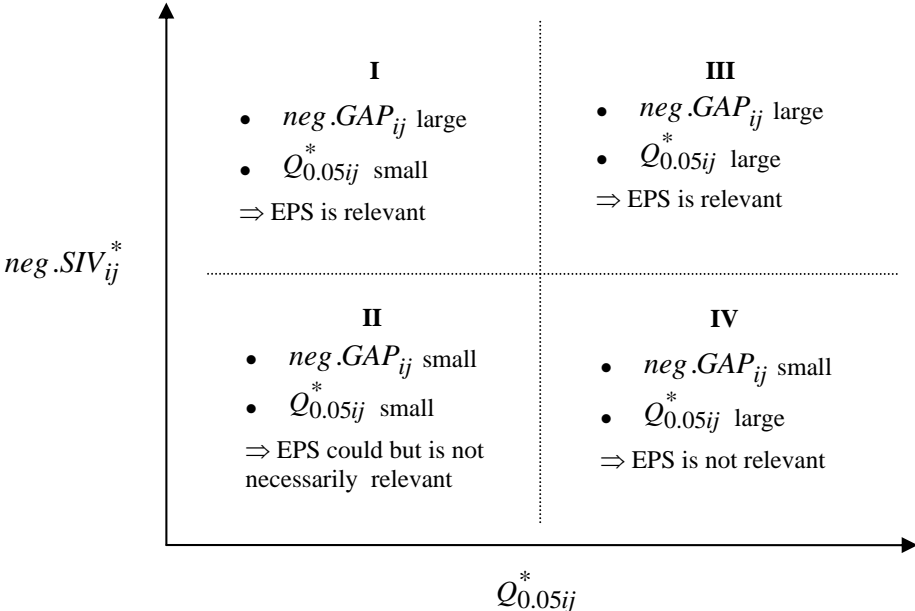 I
• neg.GAP_ij large
• Q*_0.05ij small
⇒ EPS is relevant
III
• neg.GAP_ij large
• Q*_0.05ij large
⇒ EPS is relevant
neg.SIV*_ij
II
• neg.GAP_ij small
• Q*_0.05ij small
⇒ EPS could but is not
necessarily relevant
IV
• neg.GAP_ij small
• Q*_0.05ij large
⇒ EPS is not relevant
Q*_0.05ij